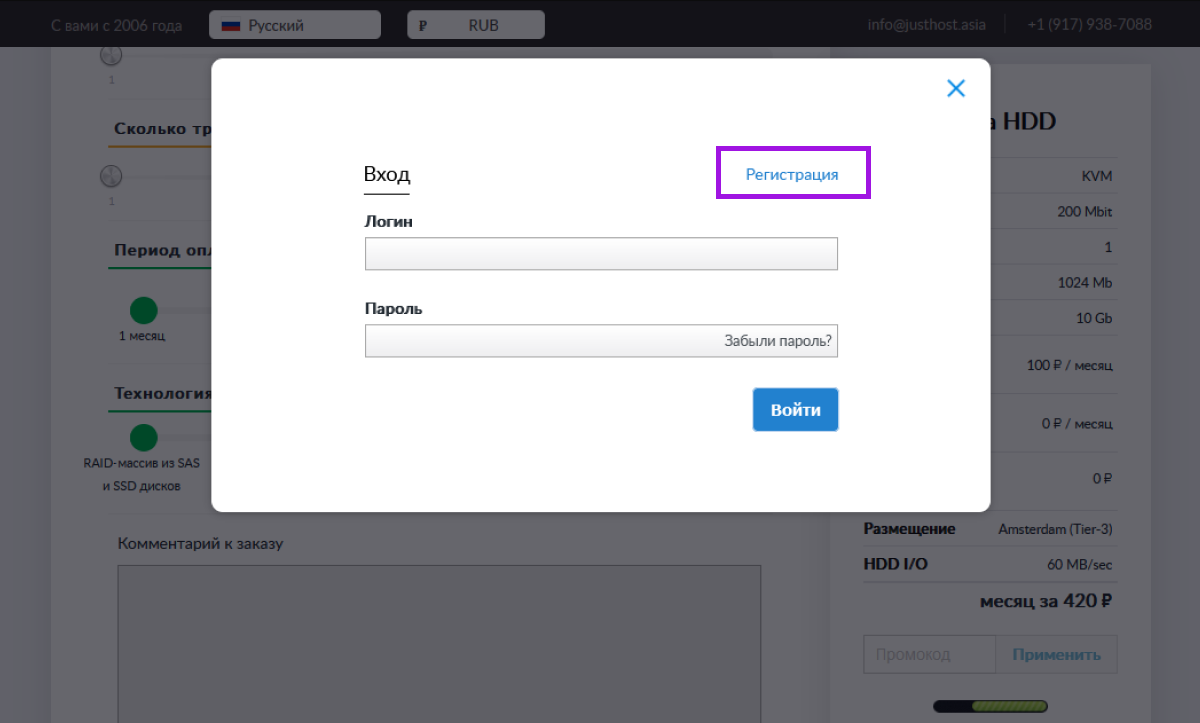 С вами с 2006 года
Русский
₽ RUB
info@justhost.asia
+1 (917) 938-7088
1
Сколько тр
1
Период опл
1 месяц
Технология
RAID-массив из SAS
и SSD дисков
Комментарий к заказу
Вход
Регистрация
Логин
Пароль
Забыли пароль?
Войти
а HDD
KVM
200 Mbit
1
1024 Mb
10 Gb
100 ₽ / месяц
0 ₽ / месяц
0 ₽
Размещение Amsterdam (Tier-3)
HDD I/O 60 MB/sec
месяц за 420 ₽
Промокод Применить